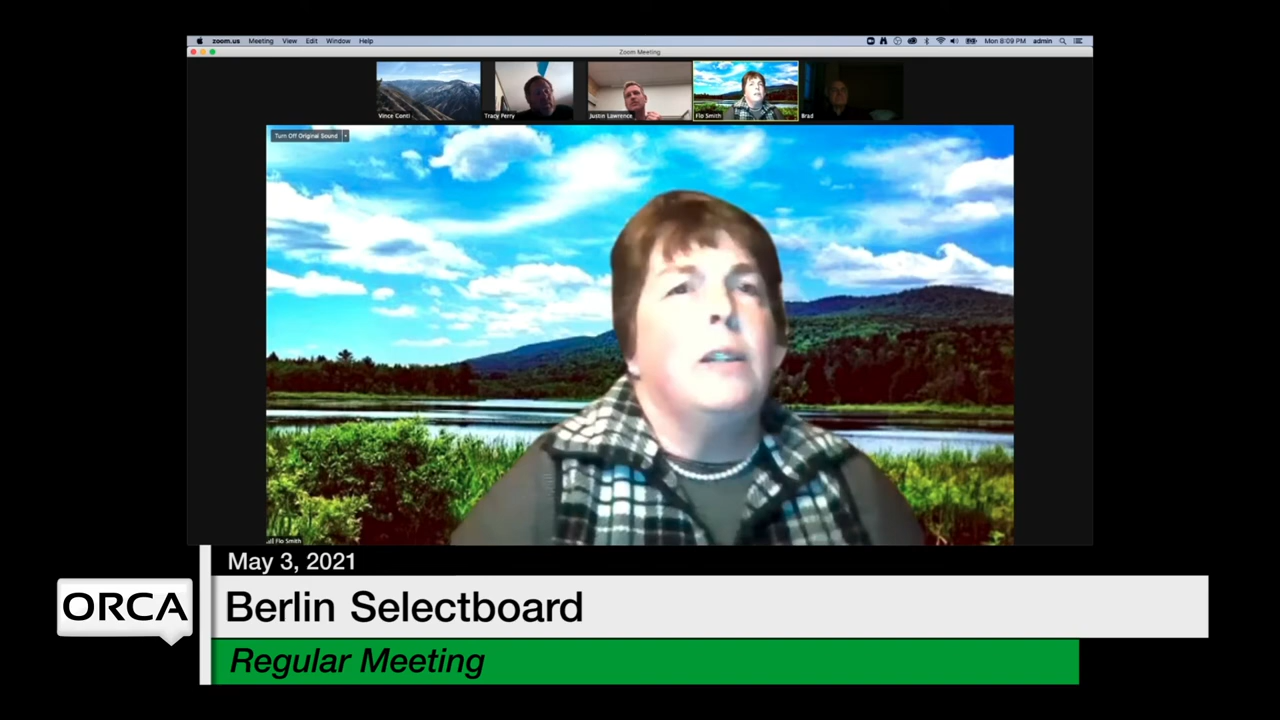 zoom.us Meeting View Edit Window Help Mon 8:09 PM admin
Zoom Meeting
Vince Conti Tracy Perry Justin Lawrence Flo Smith Brad
Turn Off Original Sound
Flo Smith
May 3, 2021
ORCA
Berlin Selectboard
Regular Meeting